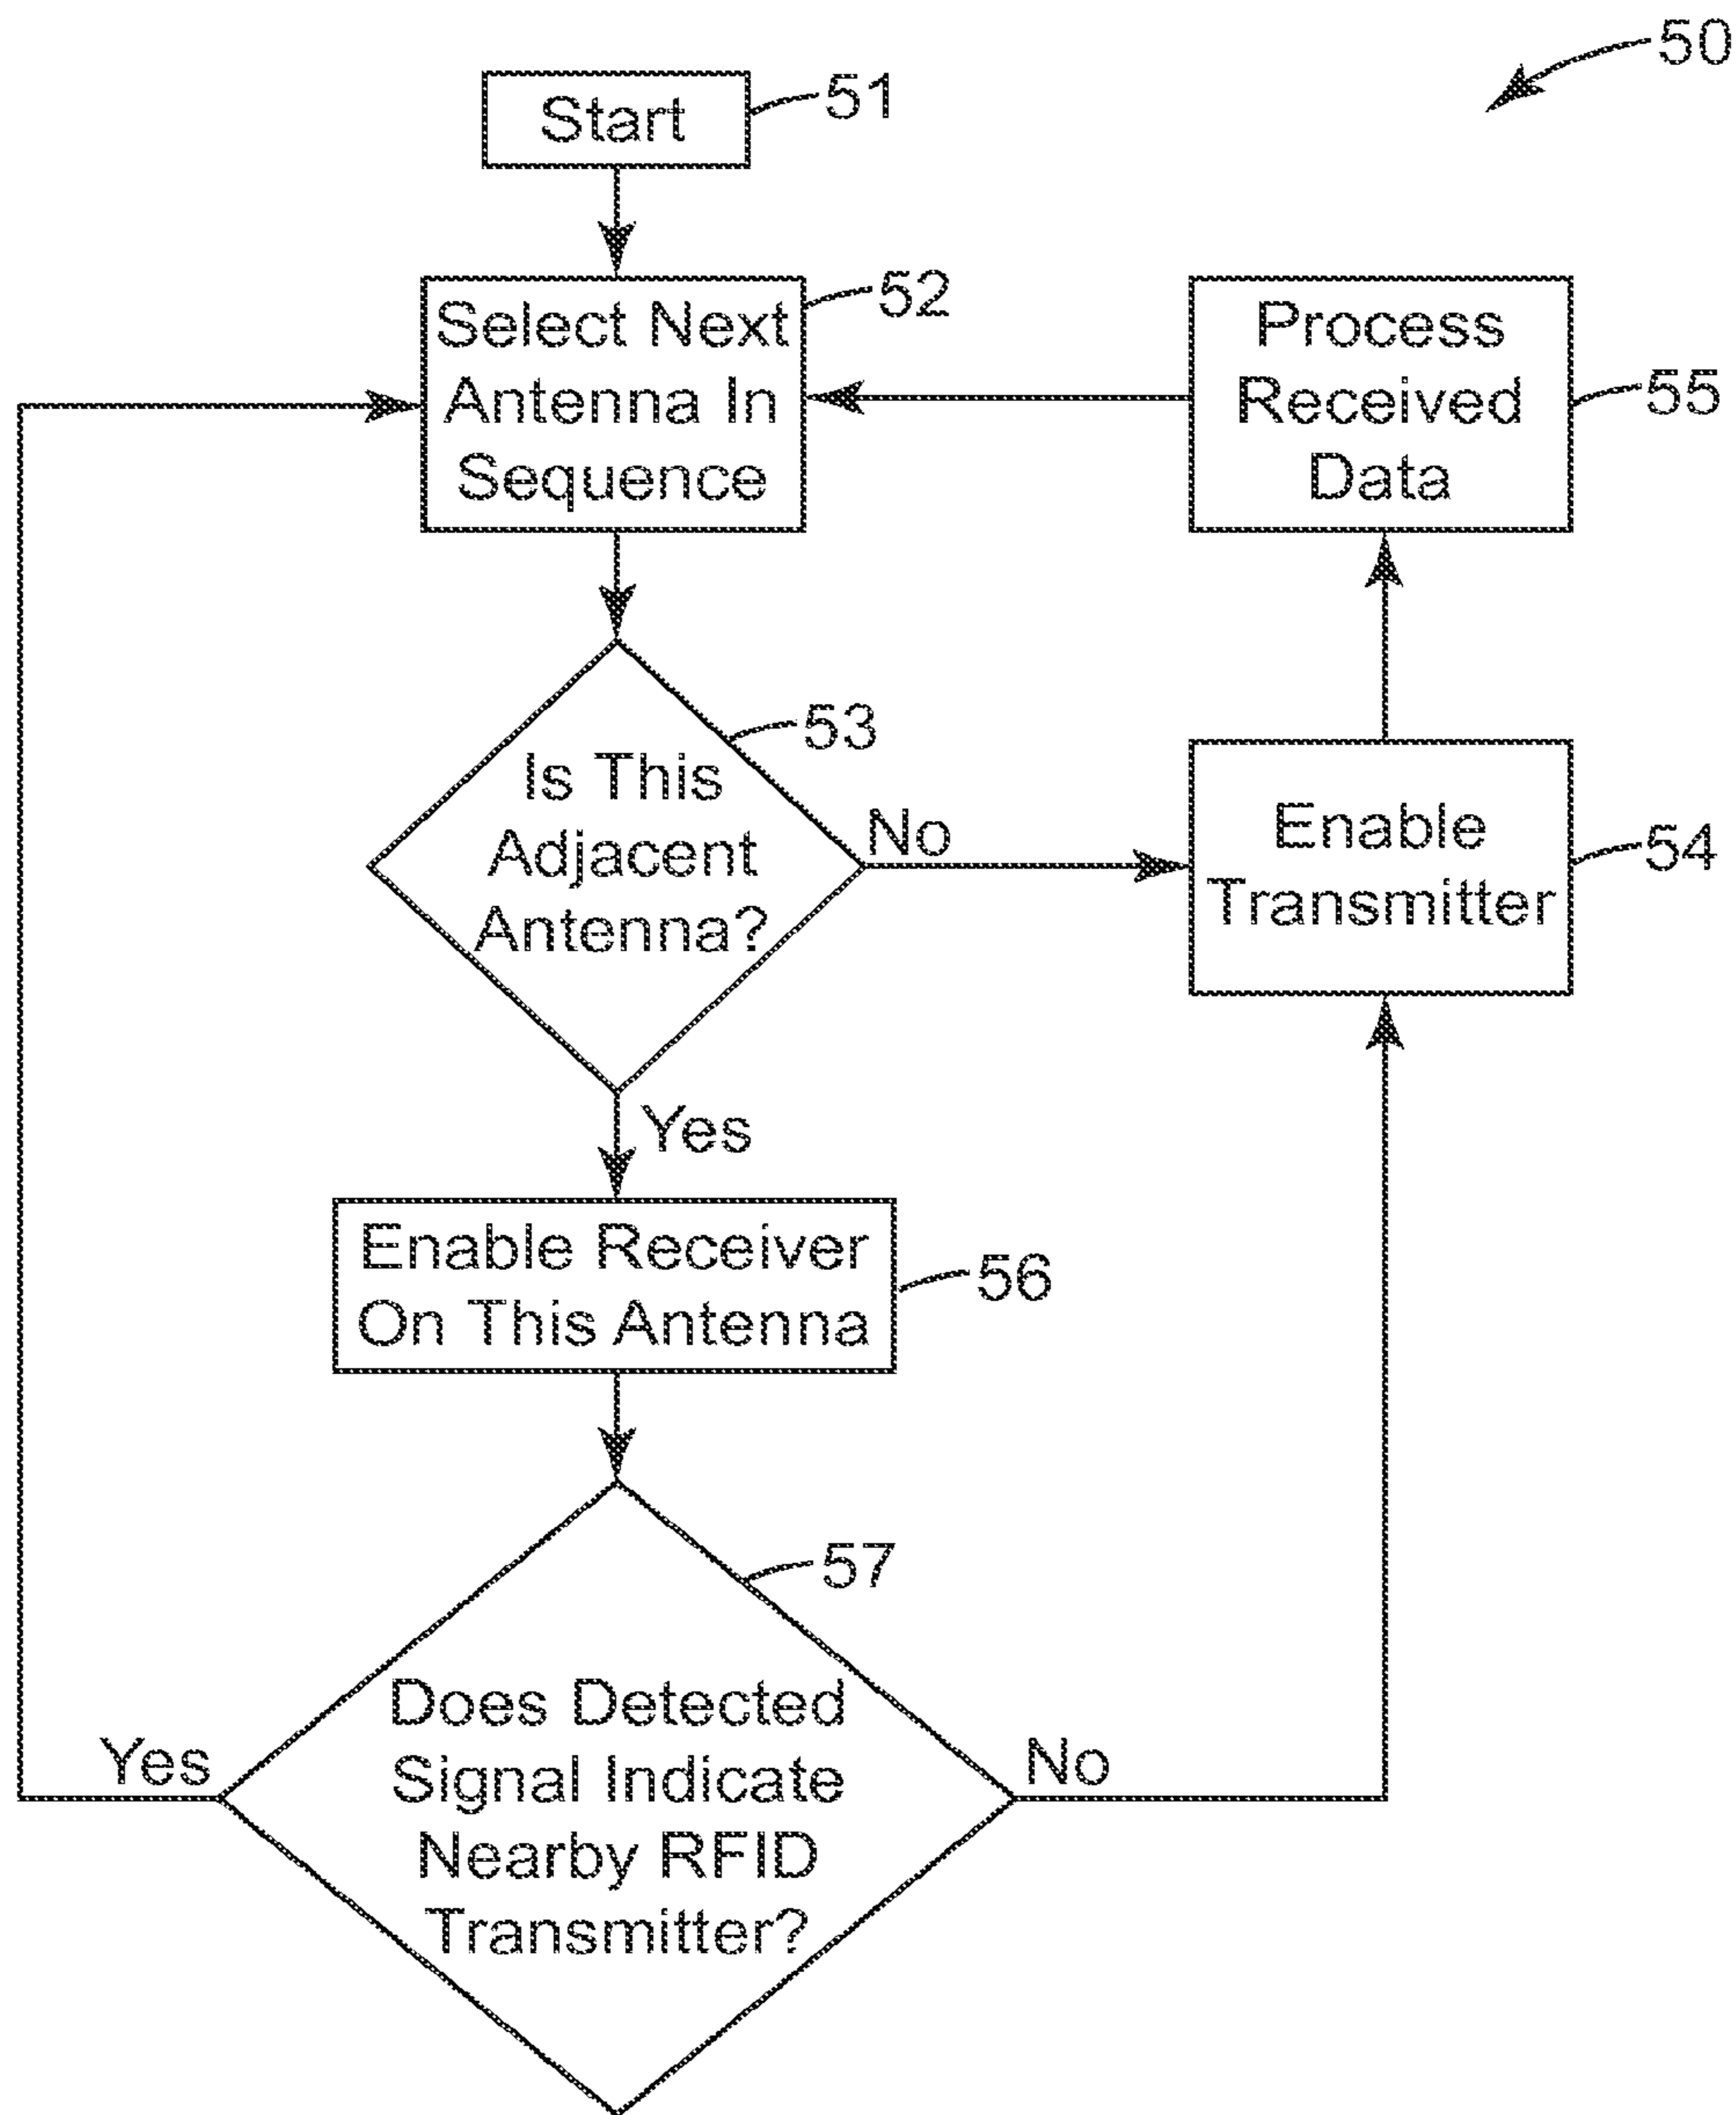 50
Start
51
Select Next
Antenna In
Sequence
52
Process
Received
Data
55
Is This
Adjacent
Antenna?
53
No
Enable
Transmitter
54
Yes
Enable Receiver
On This Antenna
56
57
Does Detected
Signal Indicate
Nearby RFID
Transmitter?
Yes
No